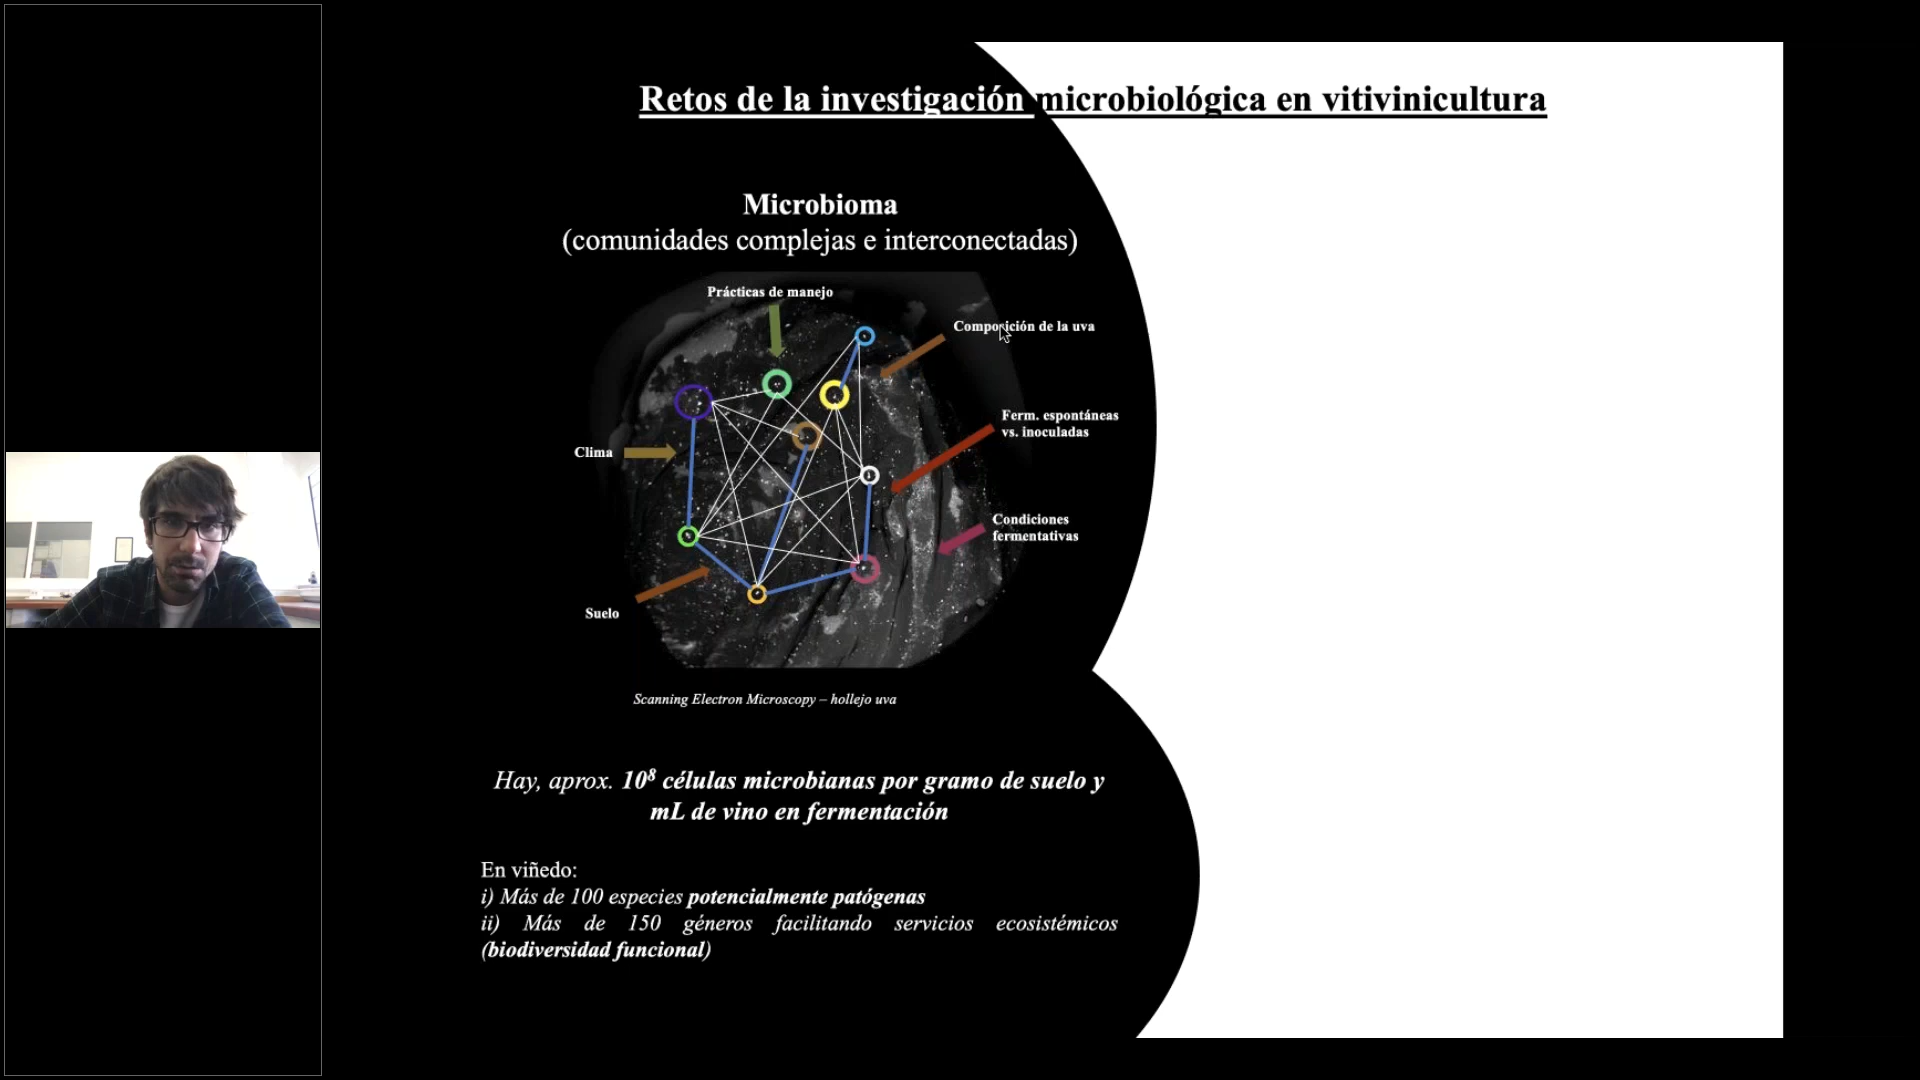 Retos de la investigación microbiológica en vitivinicultura
Microbioma
(comunidades complejas e interconectadas)
Prácticas de manejo
Composición de la uva
Ferm. espontáneas
vs. inoculadas
Clima
Condiciones
fermentativas
Suelo
Scanning Electron Microscopy – hollejo uva
Hay, aprox. 10⁸ células microbianas por gramo de suelo y
mL de vino en fermentación
En viñedo:
i) Más de 100 especies potencialmente patógenas
ii) Más de 150 géneros facilitando servicios ecosistémicos
(biodiversidad funcional)